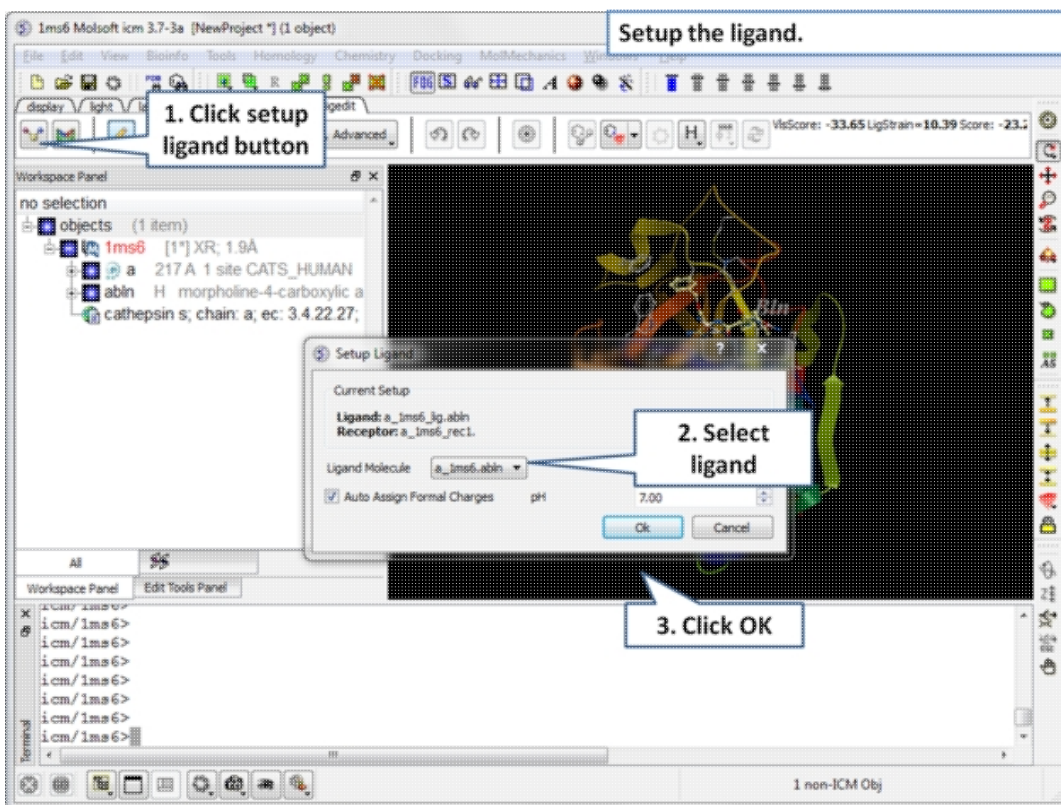 1ms6 Molsoft icm 3.7-3a [NewProject *] (1 object)
Setup the ligand.
File Edit View Bioinfo Tools Homology Chemistry Docking MolMechanics Windows Help
display light
1. Click setup
ligand button
Advanced
VlsScore: -33.65 LigStrain=10.39 Score: -23.2
Workspace Panel
no selection
objects (1 item)
1ms6 [1*] XR; 1.9Å
a 217 A 1 site CATS_HUMAN
abln H morpholine-4-carboxylic a
cathepsin s; chain: a; ec: 3.4.22.27;
Bln
Setup Ligand
Current Setup
Ligand: a_1ms6_lig.abln
Receptor: a_1ms6_rec1.
2. Select
ligand
Ligand Molecule a_1ms6.abln
Auto Assign Formal Charges pH 7.00
Ok Cancel
All
Workspace Panel Edit Tools Panel
3. Click OK
icm/1ms6>
icm/1ms6>
icm/1ms6>
icm/1ms6>
icm/1ms6>
icm/1ms6>
icm/1ms6>
icm/1ms6>
Terminal
1 non-ICM Obj